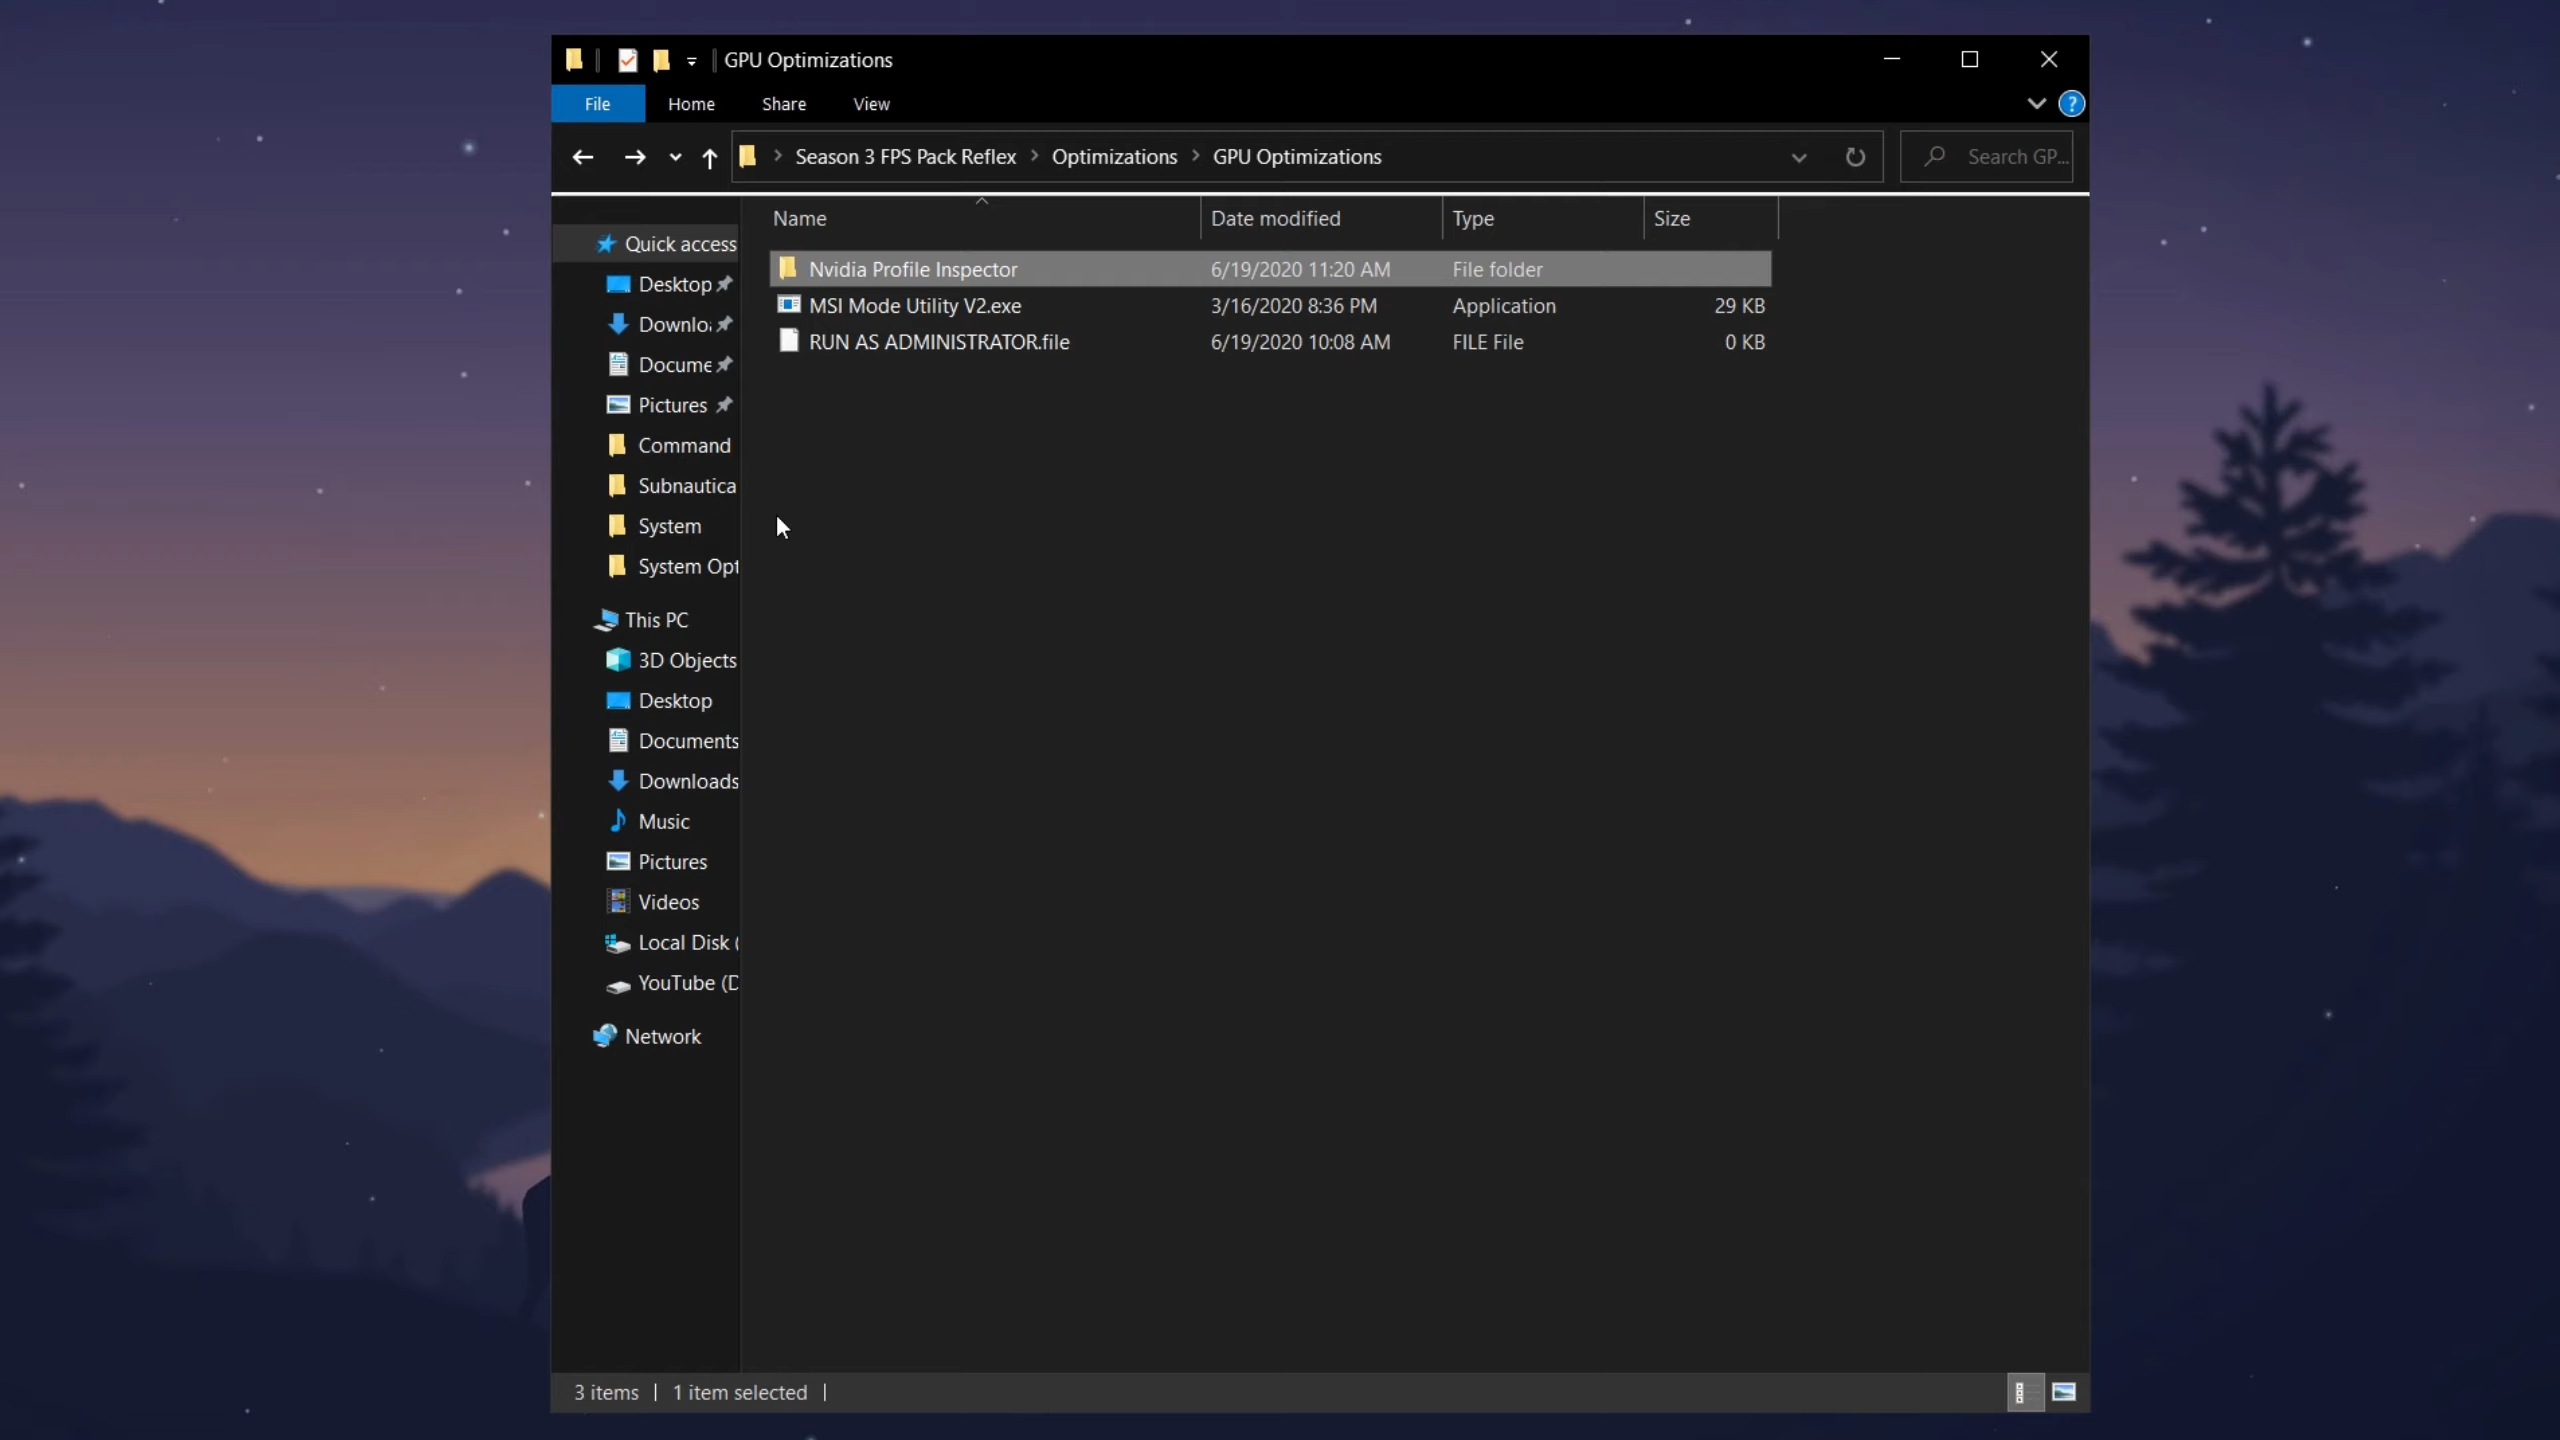 GPU Optimizations
File Home Share View
Season 3 FPS Pack Reflex Optimizations GPU Optimizations Search GP...
Name Date modified Type Size
Nvidia Profile Inspector 6/19/2020 11:20 AM File folder
MSI Mode Utility V2.exe 3/16/2020 8:36 PM Application 29 KB
RUN AS ADMINISTRATOR.file 6/19/2020 10:08 AM FILE File 0 KB
Quick access
Desktop
Downloa
Docume
Pictures
Command
Subnautica
System
System Opt
This PC
3D Objects
Desktop
Documents
Downloads
Music
Pictures
Videos
Local Disk (
YouTube (D
Network
3 items 1 item selected